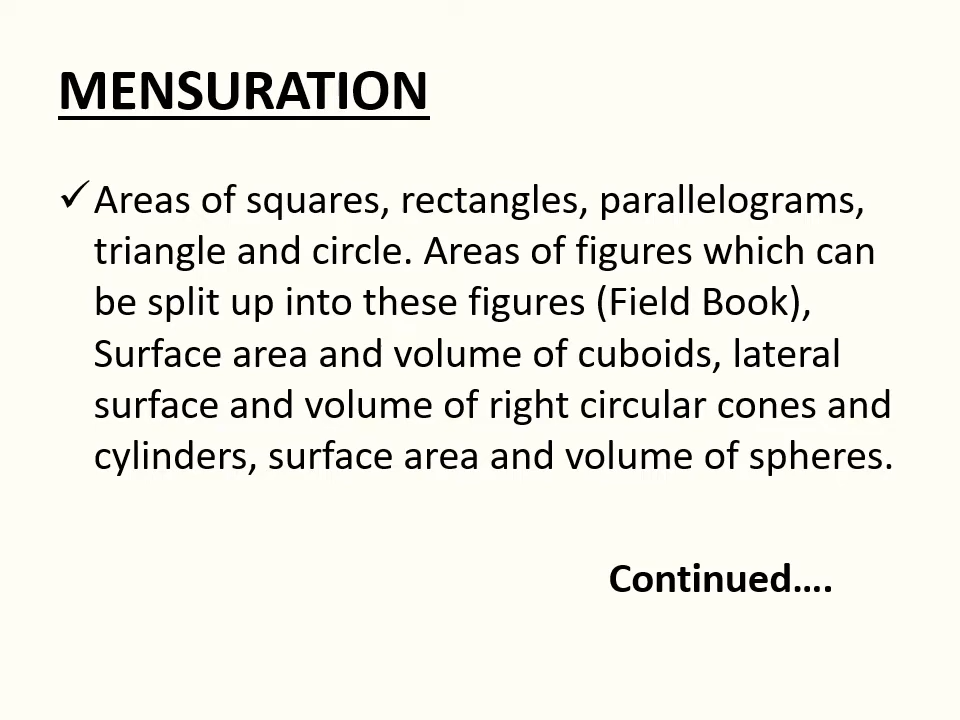 MENSURATION
✓Areas of squares, rectangles, parallelograms,
triangle and circle. Areas of figures which can
be split up into these figures (Field Book),
Surface area and volume of cuboids, lateral
surface and volume of right circular cones and
cylinders, surface area and volume of spheres.
Continued....